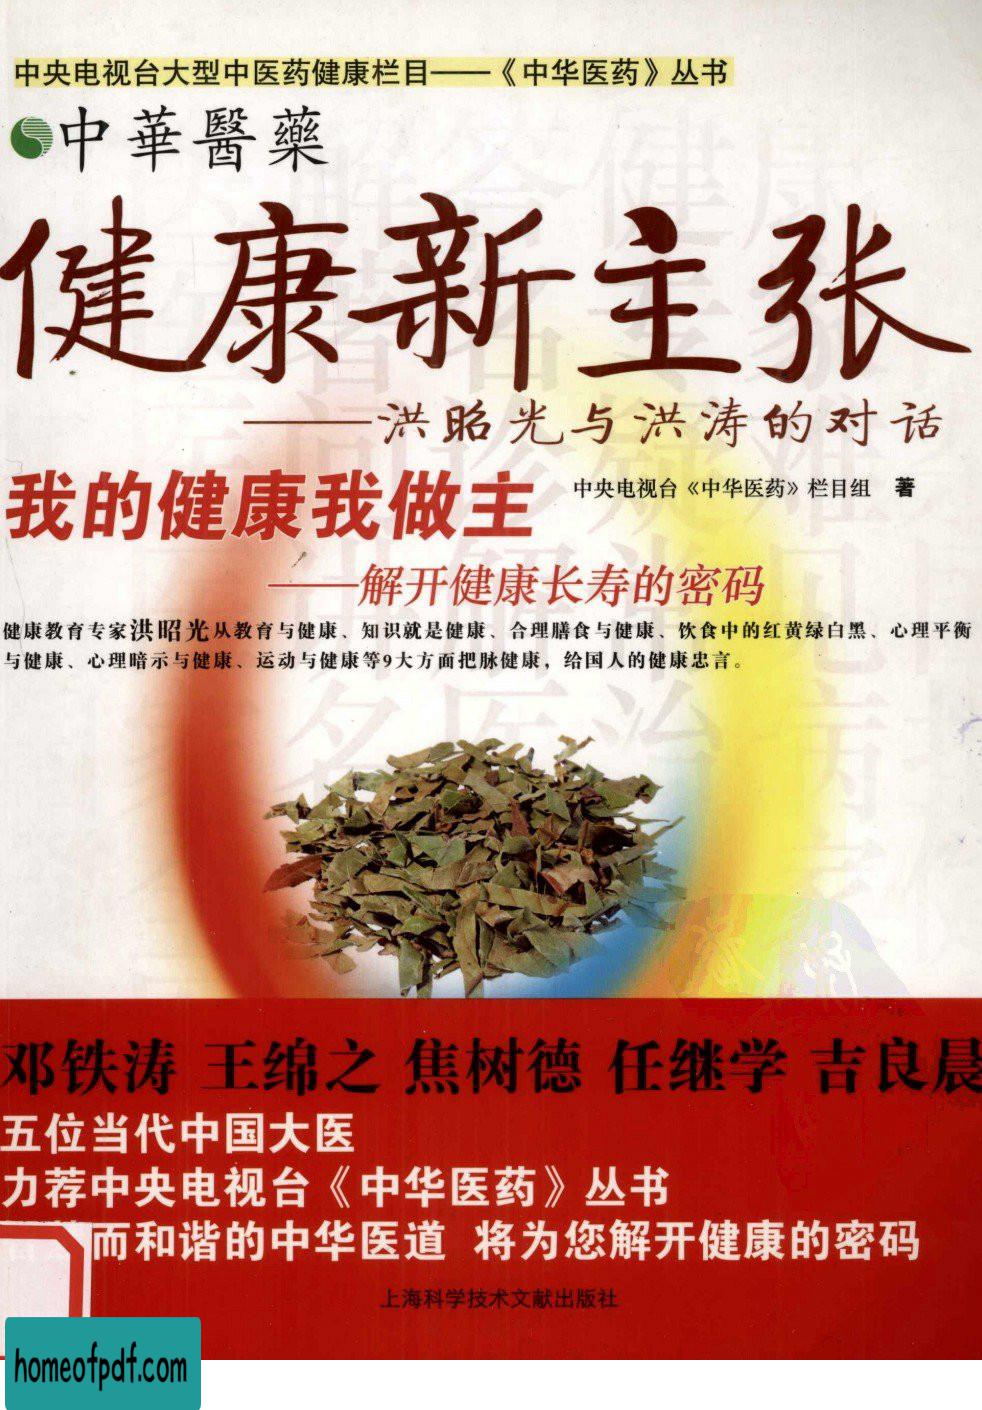 中央电视台大型中医药健康栏目——《中华医药》丛书
中華醫藥
健康新主张
——洪昭光与洪涛的对话
我的健康我做主
中央电视台《中华医药》栏目组 著
——解开健康长寿的密码
健康教育专家洪昭光从教育与健康、知识就是健康、合理膳食与健康、饮食中的红黄绿白黑、心理平衡
与健康、心理暗示与健康、运动与健康等9大方面把脉健康，给国人的健康忠言。
邓铁涛 王绵之 焦树德 任继学 吉良晨
五位当代中国大医
力荐中央电视台《中华医药》丛书
而和谐的中华医道 将为您解开健康的密码
上海科学技术文献出版社
homeofpdf.com